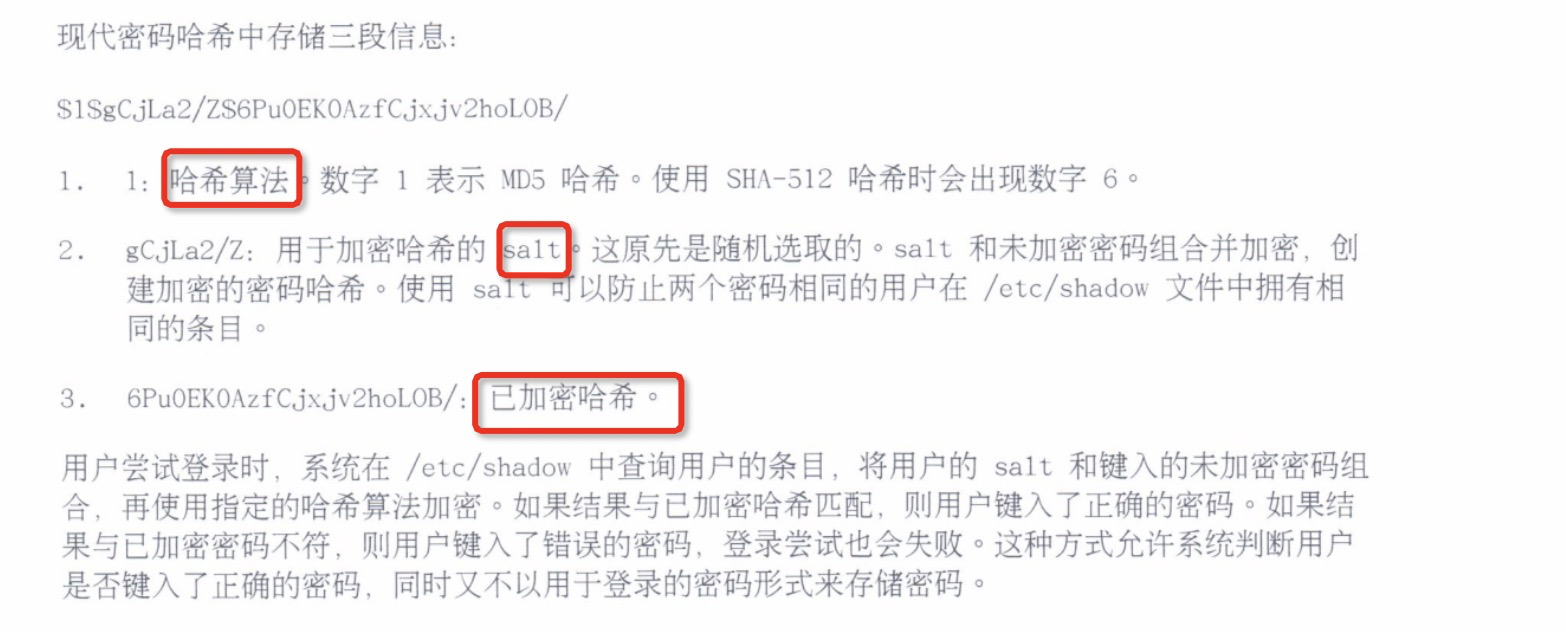 现代密码哈希中存储三段信息:
$1$gCjLa2/Z$6Pu0EK0AzfCjxjv2hoLOB/
1. 1: 哈希算法。数字 1 表示 MD5 哈希。使用 SHA-512 哈希时会出现数字 6。
2. gCjLa2/Z: 用于加密哈希的 salt。这原先是随机选取的。salt 和未加密密码组合并加密, 创
建加密的密码哈希。使用 salt 可以防止两个密码相同的用户在 /etc/shadow 文件中拥有相
同的条目。
3. 6Pu0EK0AzfCjxjv2hoLOB/: 已加密哈希。
用户尝试登录时, 系统在 /etc/shadow 中查询用户的条目, 将用户的 salt 和键入的未加密密码组
合, 再使用指定的哈希算法加密。如果结果与已加密哈希匹配, 则用户键入了正确的密码。如果结
果与已加密密码不符, 则用户键入了错误的密码, 登录尝试也会失败。这种方式允许系统判断用户
是否键入了正确的密码, 同时又不以用于登录的密码形式来存储密码。